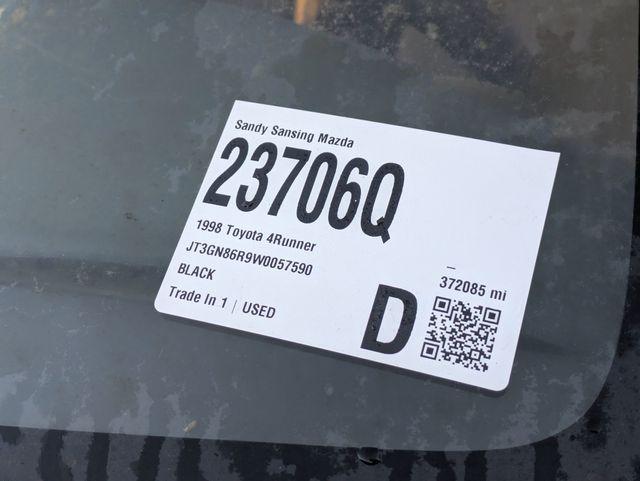 Sandy Sansing Mazda
23706Q
1998 Toyota 4Runner
JT3GN86R9W0057590
BLACK
Trade In 1 | USED
372085 mi
D